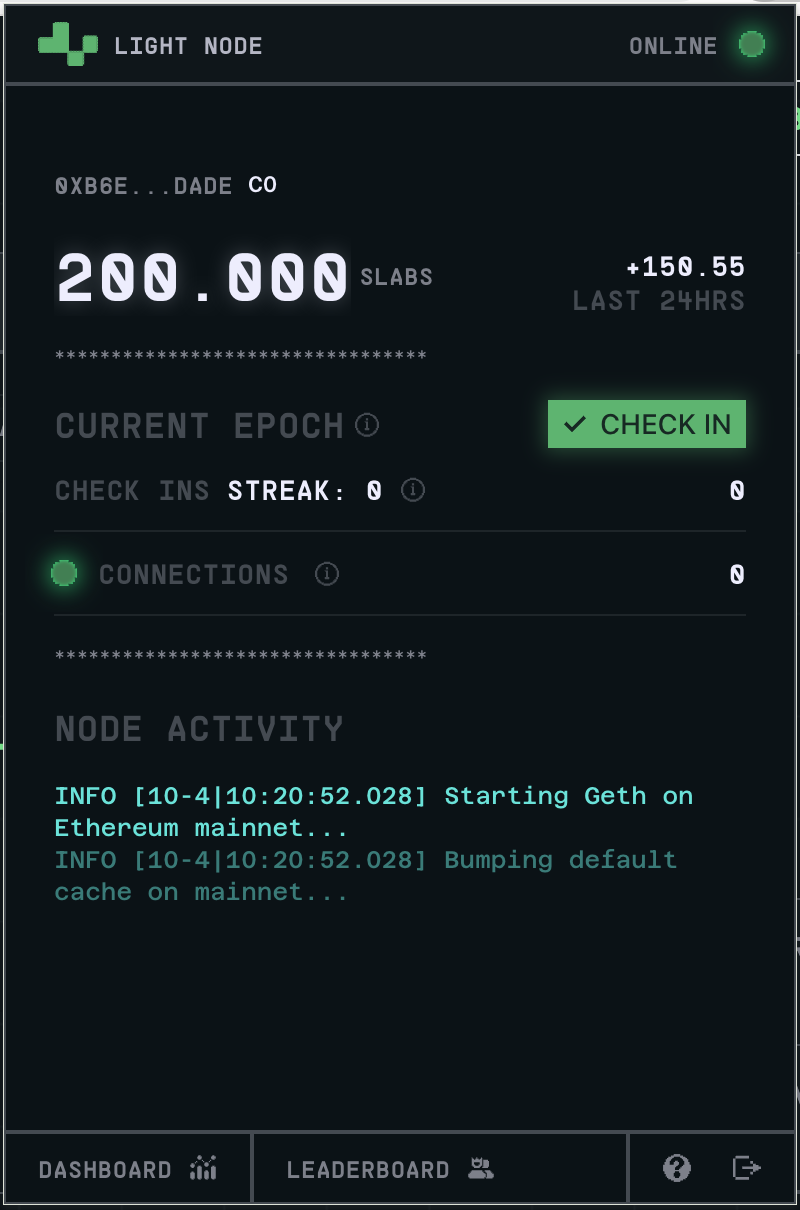 LIGHT NODE
ONLINE
0XB6E...DADE CO
200.000 SLABS
+150.55
LAST 24HRS
*********************************
CURRENT EPOCH
CHECK IN
CHECK INS STREAK: 0
0
CONNECTIONS
0
*********************************
NODE ACTIVITY
INFO [10-4|10:20:52.028] Starting Geth on
Ethereum mainnet...
INFO [10-4|10:20:52.028] Bumping default
cache on mainnet...
DASHBOARD
LEADERBOARD